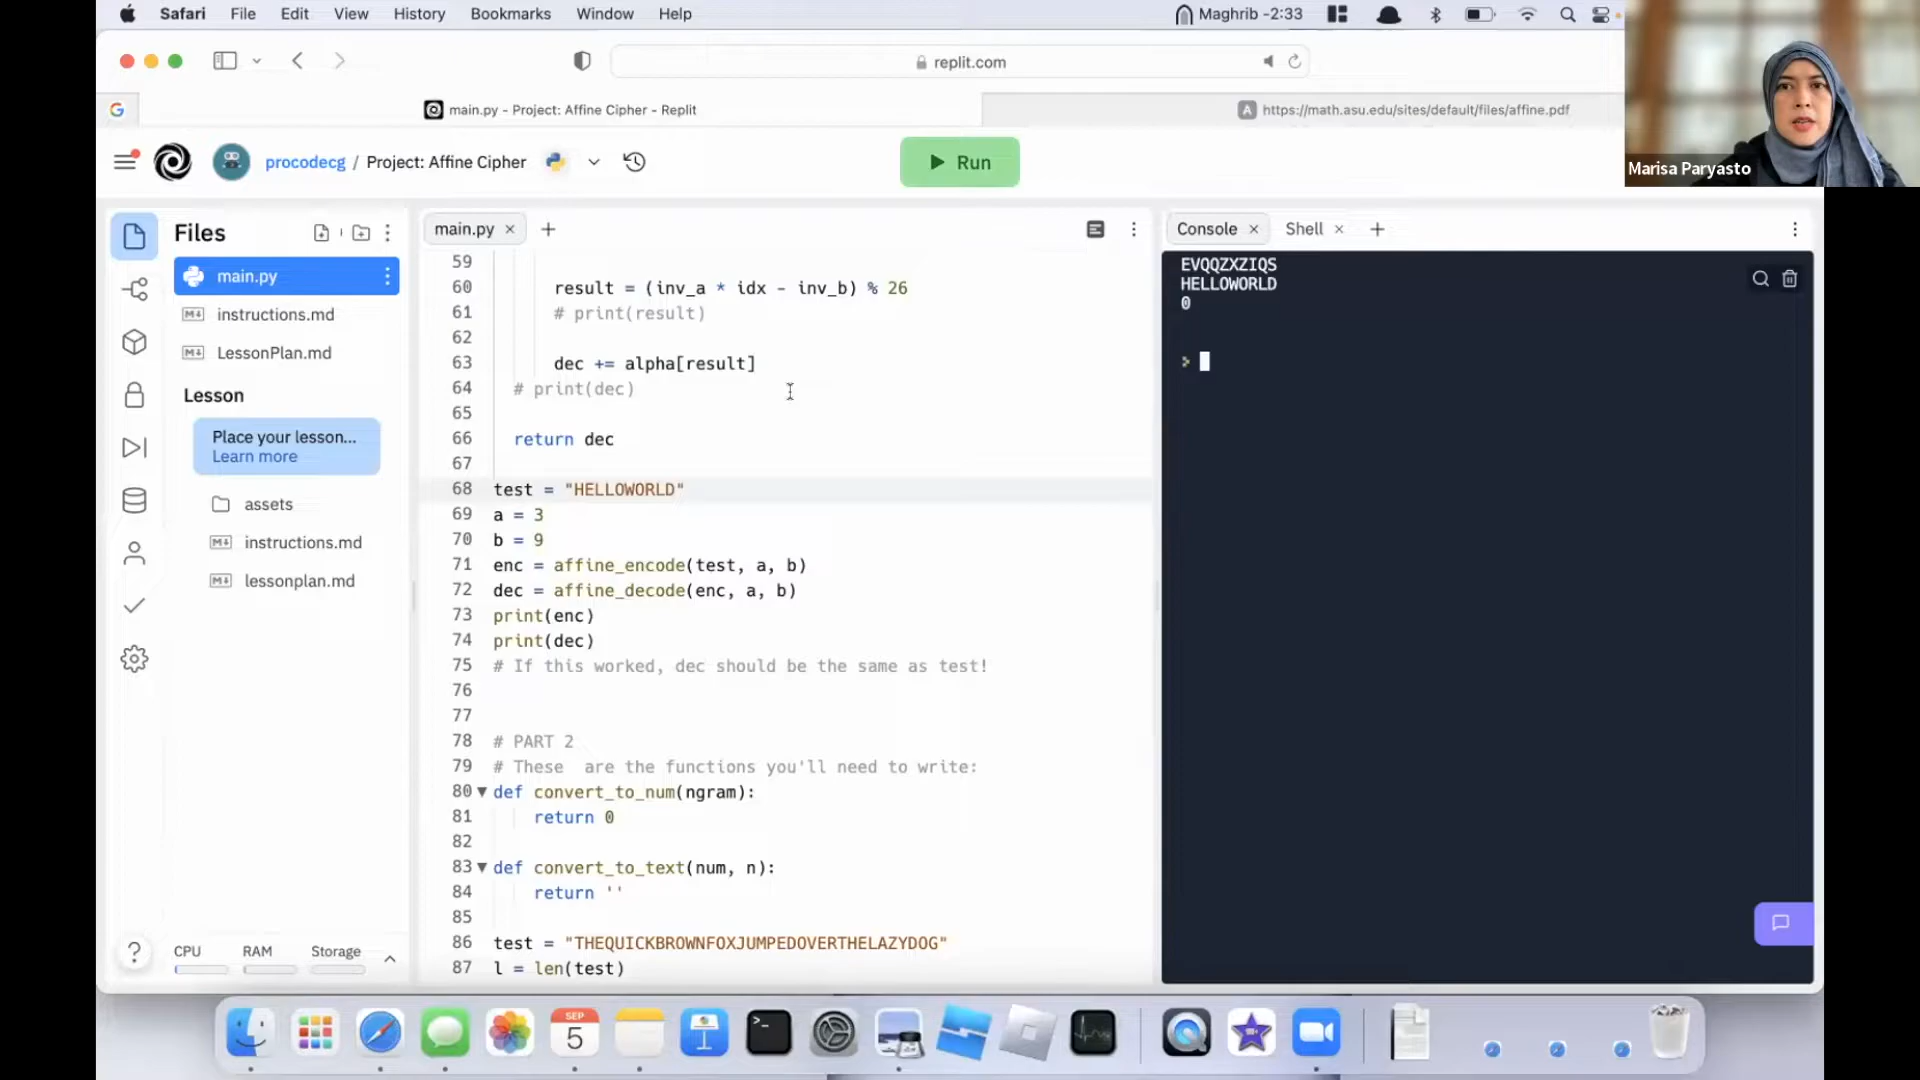 Safari File Edit View History Bookmarks Window Help Maghrib -2:33
replit.com
main.py - Project: Affine Cipher - Replit
https://math.asu.edu/sites/default/files/affine.pdf
procodecg / Project: Affine Cipher
Run
Marisa Paryasto
Files
main.py
instructions.md
LessonPlan.md
Lesson
Place your lesson...
Learn more
assets
instructions.md
lessonplan.md
CPU RAM Storage
main.py
59
60 result = (inv_a * idx - inv_b) % 26
61 # print(result)
62
63 dec += alpha[result]
64 # print(dec)
65
66 return dec
67
68 test = "HELLOWORLD"
69 a = 3
70 b = 9
71 enc = affine_encode(test, a, b)
72 dec = affine_decode(enc, a, b)
73 print(enc)
74 print(dec)
75 # If this worked, dec should be the same as test!
76
77
78 # PART 2
79 # These  are the functions you'll need to write:
80 def convert_to_num(ngram):
81 return 0
82
83 def convert_to_text(num, n):
84 return ''
85
86 test = "THEQUICKBROWNFOXJUMPEDOVERTHELAZYDOG"
87 l = len(test)
Console Shell
EVQQZXZIQS
HELLOWORLD
0
>
SEP
5